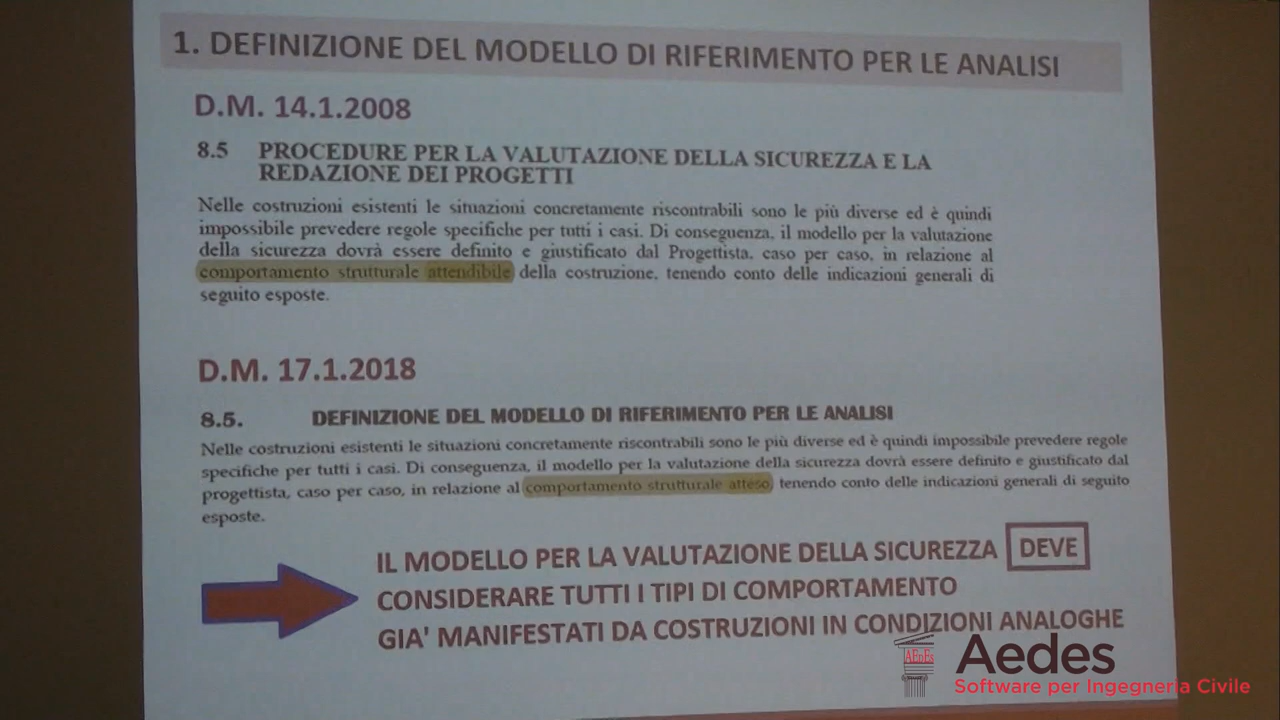 1. DEFINIZIONE DEL MODELLO DI RIFERIMENTO PER LE ANALISI
D.M. 14.1.2008
8.5 PROCEDURE PER LA VALUTAZIONE DELLA SICUREZZA E LA
REDAZIONE DEI PROGETTI
Nelle costruzioni esistenti le situazioni concretamente riscontrabili sono le più diverse ed è quindi
impossibile prevedere regole specifiche per tutti i casi. Di conseguenza, il modello per la valutazione
della sicurezza dovrà essere definito e giustificato dal Progettista, caso per caso, in relazione al
comportamento strutturale attendibile della costruzione, tenendo conto delle indicazioni generali di
seguito esposte.
D.M. 17.1.2018
8.5. DEFINIZIONE DEL MODELLO DI RIFERIMENTO PER LE ANALISI
Nelle costruzioni esistenti le situazioni concretamente riscontrabili sono le più diverse ed è quindi impossibile prevedere regole
specifiche per tutti i casi. Di conseguenza, il modello per la valutazione della sicurezza dovrà essere definito e giustificato dal
progettista, caso per caso, in relazione al comportamento strutturale atteso, tenendo conto delle indicazioni generali di seguito
esposte.
IL MODELLO PER LA VALUTAZIONE DELLA SICUREZZA DEVE
CONSIDERARE TUTTI I TIPI DI COMPORTAMENTO
GIA' MANIFESTATI DA COSTRUZIONI IN CONDIZIONI ANALOGHE
AEDES
Aedes
Software per Ingegneria Civile